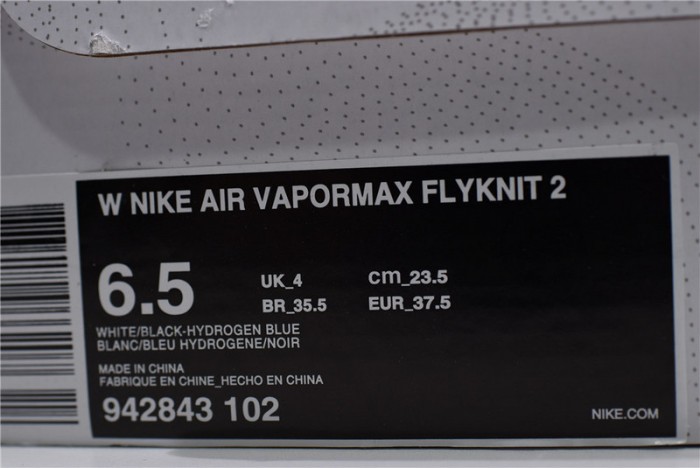 W NIKE AIR VAPORMAX FLYKNIT 2
6.5
UK_4 cm_23.5
BR_35.5 EUR_37.5
WHITE/BLACK-HYDROGEN BLUE
BLANC/BLEU HYDROGENE/NOIR
MADE IN CHINA
FABRIQUE EN CHINE_HECHO EN CHINA
942843 102
NIKE.COM